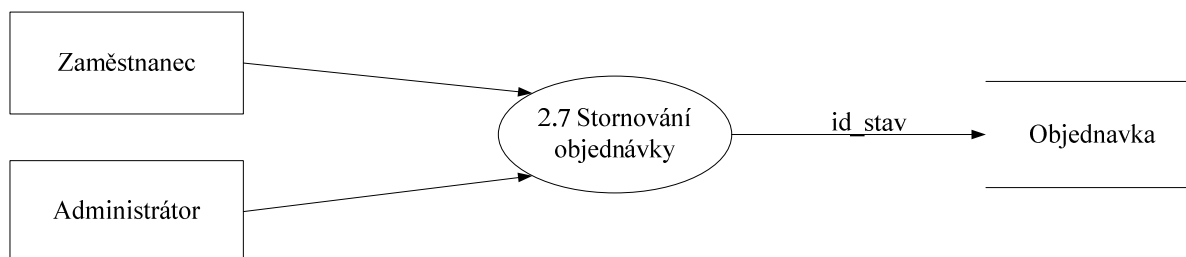 Zaměstnanec
2.7 Stornování
objednávky
id_stav
Objednavka
Administrátor